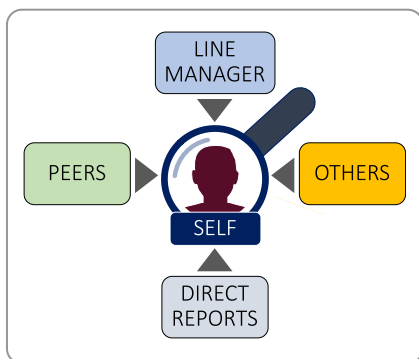 LINE
MANAGER
PEERS
OTHERS
SELF
DIRECT
REPORTS